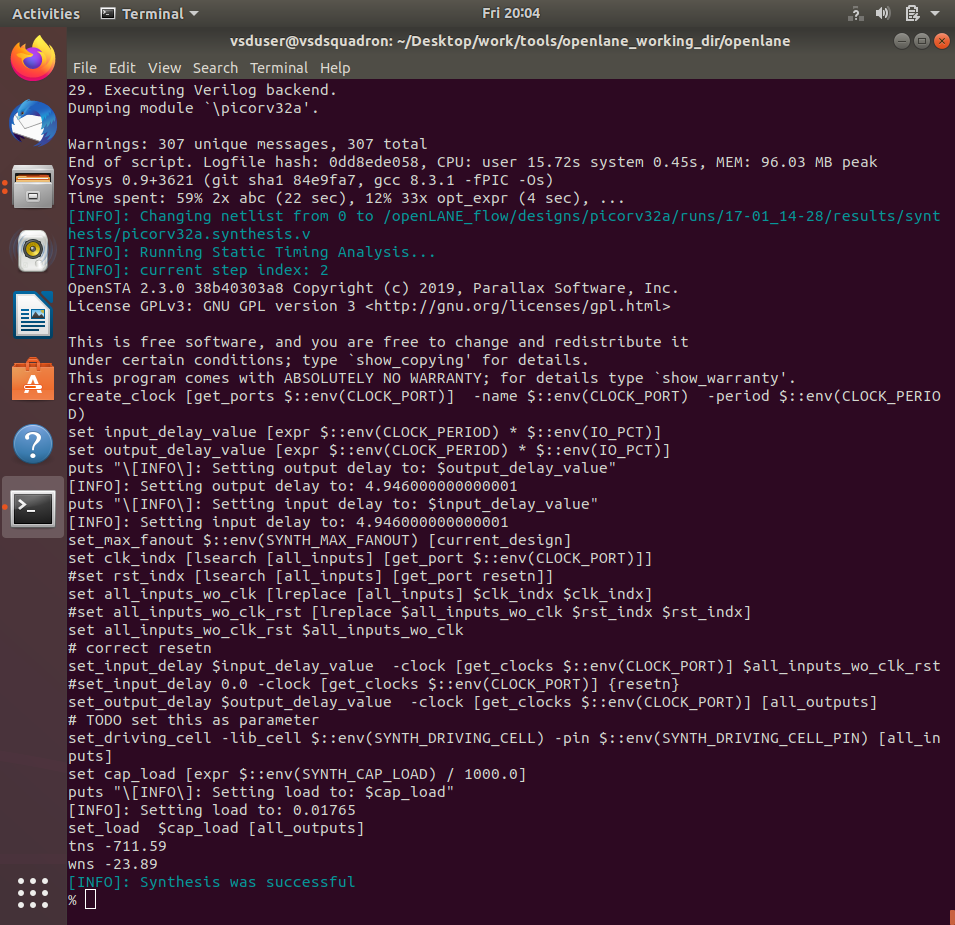 Activities Terminal Fri 20:04
vsduser@vsdsquadron: ~/Desktop/work/tools/openlane_working_dir/openlane
File Edit View Search Terminal Help
29. Executing Verilog backend.
Dumping module `\picorv32a'.
Warnings: 307 unique messages, 307 total
End of script. Logfile hash: 0dd8ede058, CPU: user 15.72s system 0.45s, MEM: 96.03 MB peak
Yosys 0.9+3621 (git sha1 84e9fa7, gcc 8.3.1 -fPIC -Os)
Time spent: 59% 2x abc (22 sec), 12% 33x opt_expr (4 sec), ...
[INFO]: Changing netlist from 0 to /openLANE_flow/designs/picorv32a/runs/17-01_14-28/results/synt
hesis/picorv32a.synthesis.v
[INFO]: Running Static Timing Analysis...
[INFO]: current step index: 2
OpenSTA 2.3.0 38b40303a8 Copyright (c) 2019, Parallax Software, Inc.
License GPLv3: GNU GPL version 3 <http://gnu.org/licenses/gpl.html>
This is free software, and you are free to change and redistribute it
under certain conditions; type `show_copying' for details.
This program comes with ABSOLUTELY NO WARRANTY; for details type `show_warranty'.
create_clock [get_ports $::env(CLOCK_PORT)]  -name $::env(CLOCK_PORT)  -period $::env(CLOCK_PERIO
D)
set input_delay_value [expr $::env(CLOCK_PERIOD) * $::env(IO_PCT)]
set output_delay_value [expr $::env(CLOCK_PERIOD) * $::env(IO_PCT)]
puts "\[INFO\]: Setting output delay to: $output_delay_value"
[INFO]: Setting output delay to: 4.946000000000001
puts "\[INFO\]: Setting input delay to: $input_delay_value"
[INFO]: Setting input delay to: 4.946000000000001
set_max_fanout $::env(SYNTH_MAX_FANOUT) [current_design]
set clk_indx [lsearch [all_inputs] [get_port $::env(CLOCK_PORT)]]
#set rst_indx [lsearch [all_inputs] [get_port resetn]]
set all_inputs_wo_clk [lreplace [all_inputs] $clk_indx $clk_indx]
#set all_inputs_wo_clk_rst [lreplace $all_inputs_wo_clk $rst_indx $rst_indx]
set all_inputs_wo_clk_rst $all_inputs_wo_clk
# correct resetn
set_input_delay $input_delay_value  -clock [get_clocks $::env(CLOCK_PORT)] $all_inputs_wo_clk_rst
#set_input_delay 0.0 -clock [get_clocks $::env(CLOCK_PORT)] {resetn}
set_output_delay $output_delay_value  -clock [get_clocks $::env(CLOCK_PORT)] [all_outputs]
# TODO set this as parameter
set_driving_cell -lib_cell $::env(SYNTH_DRIVING_CELL) -pin $::env(SYNTH_DRIVING_CELL_PIN) [all_in
puts]
set cap_load [expr $::env(SYNTH_CAP_LOAD) / 1000.0]
puts "\[INFO\]: Setting load to: $cap_load"
[INFO]: Setting load to: 0.01765
set_load  $cap_load [all_outputs]
tns -711.59
wns -23.89
[INFO]: Synthesis was successful
%